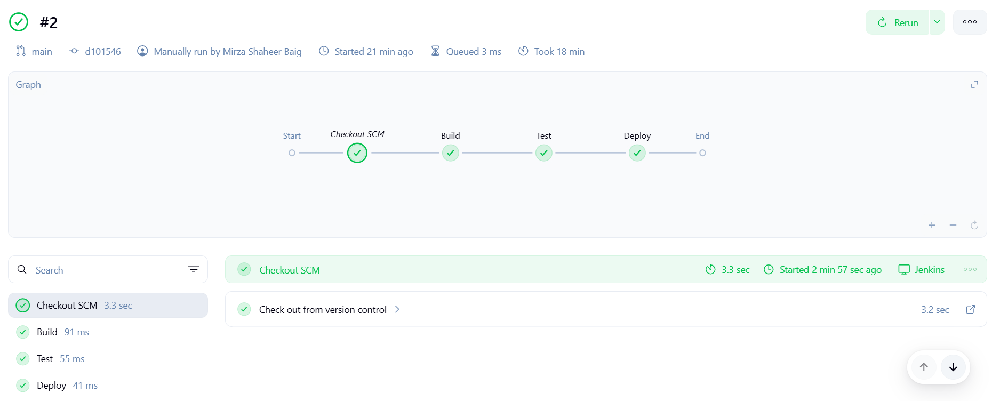 #2
Rerun
main d101546 Manually run by Mirza Shaheer Baig Started 21 min ago Queued 3 ms Took 18 min
Graph
Start Checkout SCM Build Test Deploy End
Search
Checkout SCM 3.3 sec
Build 91 ms
Test 55 ms
Deploy 41 ms
Checkout SCM 3.3 sec Started 2 min 57 sec ago Jenkins
Check out from version control 3.2 sec